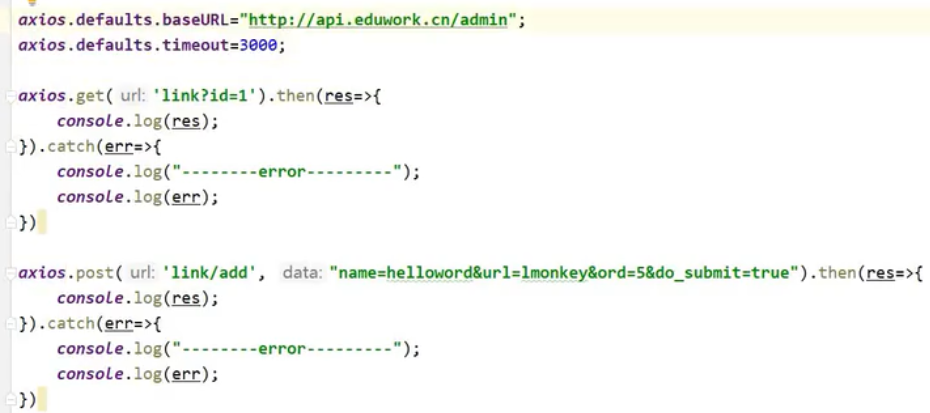 axios.defaults.baseURL="http://api.eduwork.cn/admin";
axios.defaults.timeout=3000;
axios.get( url: 'link?id=1').then(res=>{
    console.log(res);
}).catch(err=>{
    console.log("--------error---------");
    console.log(err);
})
axios.post( url: 'link/add', data: "name=helloword&url=lmonkey&ord=5&do_submit=true").then(res=>{
    console.log(res);
}).catch(err=>{
    console.log("--------error---------");
    console.log(err);
})